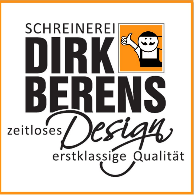 SCHREINEREI
DIRK
BERENS
zeitloses Design
erstklassige Qualität